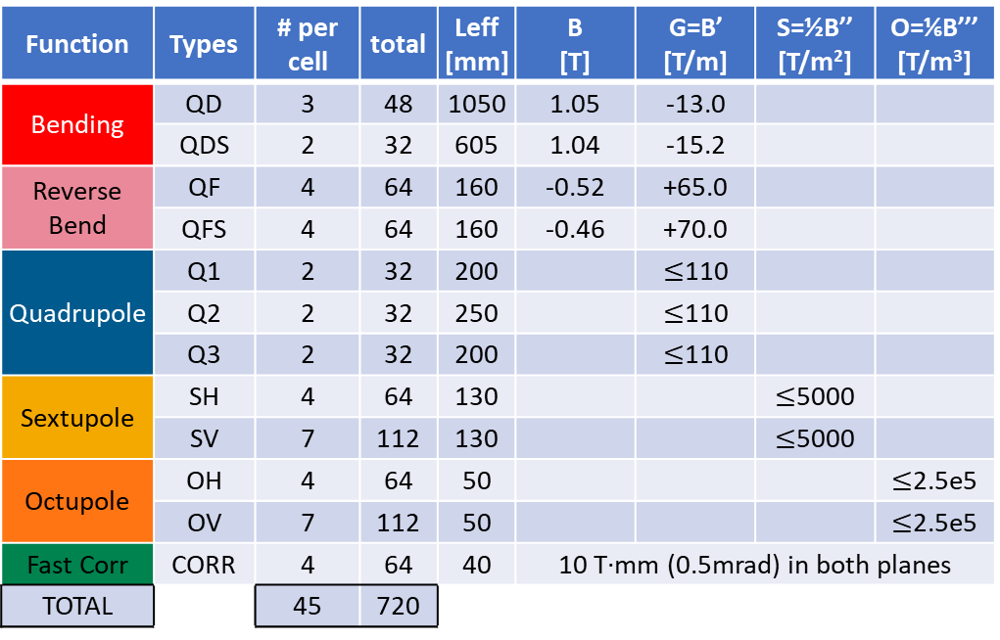 Function Types # per cell total Leff [mm] B [T] G=B’ [T/m] S=½B’’ [T/m²] O=⅙B’’’ [T/m³]
Bending QD 3 48 1050 1.05 -13.0
QDS 2 32 605 1.04 -15.2
Reverse Bend QF 4 64 160 -0.52 +65.0
QFS 4 64 160 -0.46 +70.0
Quadrupole Q1 2 32 200 ≤110
Q2 2 32 250 ≤110
Q3 2 32 200 ≤110
Sextupole SH 4 64 130 ≤5000
SV 7 112 130 ≤5000
Octupole OH 4 64 50 ≤2.5e5
OV 7 112 50 ≤2.5e5
Fast Corr CORR 4 64 40 10 T·mm (0.5mrad) in both planes
TOTAL 45 720